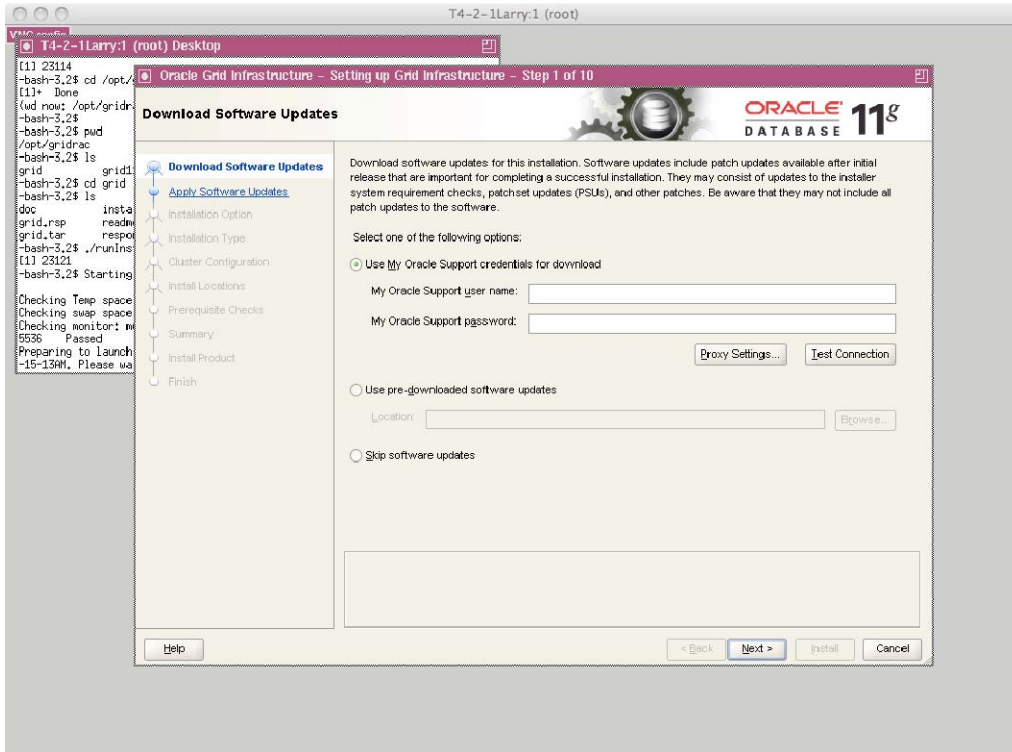 T4-2-1Larry:1 (root)
VNC config
T4-2-1Larry:1 (root) Desktop
[1] 23114
-bash-3.2$ cd /opt/
[1]+ Done
(wd now: /opt/gridr
-bash-3.2$
-bash-3.2$ pwd
/opt/gridrac
-bash-3.2$ ls
grid grid1
-bash-3.2$ cd grid
-bash-3.2$ ls
doc insta
grid.rsp readm
grid.tar respo
-bash-3.2$ ./runIns
[1] 23121
-bash-3.2$ Starting
Checking Temp space
Checking swap space
Checking monitor: m
5536 Passed
Preparing to launch
-15-13AM. Please wa
Oracle Grid Infrastructure - Setting up Grid Infrastructure - Step 1 of 10
Download Software Updates
ORACLE
DATABASE 11g
Download Software Updates
Apply Software Updates
Installation Option
Installation Type
Cluster Configuration
Install Locations
Prerequisite Checks
Summary
Install Product
Finish
Download software updates for this installation. Software updates include patch updates available after initial
release that are important for completing a successful installation. They may consist of updates to the installer
system requirement checks, patchset updates (PSUs), and other patches. Be aware that they may not include all
patch updates to the software.
Select one of the following options:
Use My Oracle Support credentials for download
My Oracle Support user name:
My Oracle Support password:
Proxy Settings... Test Connection
Use pre-downloaded software updates
Location: Browse...
Skip software updates
Help < Back Next > Install Cancel